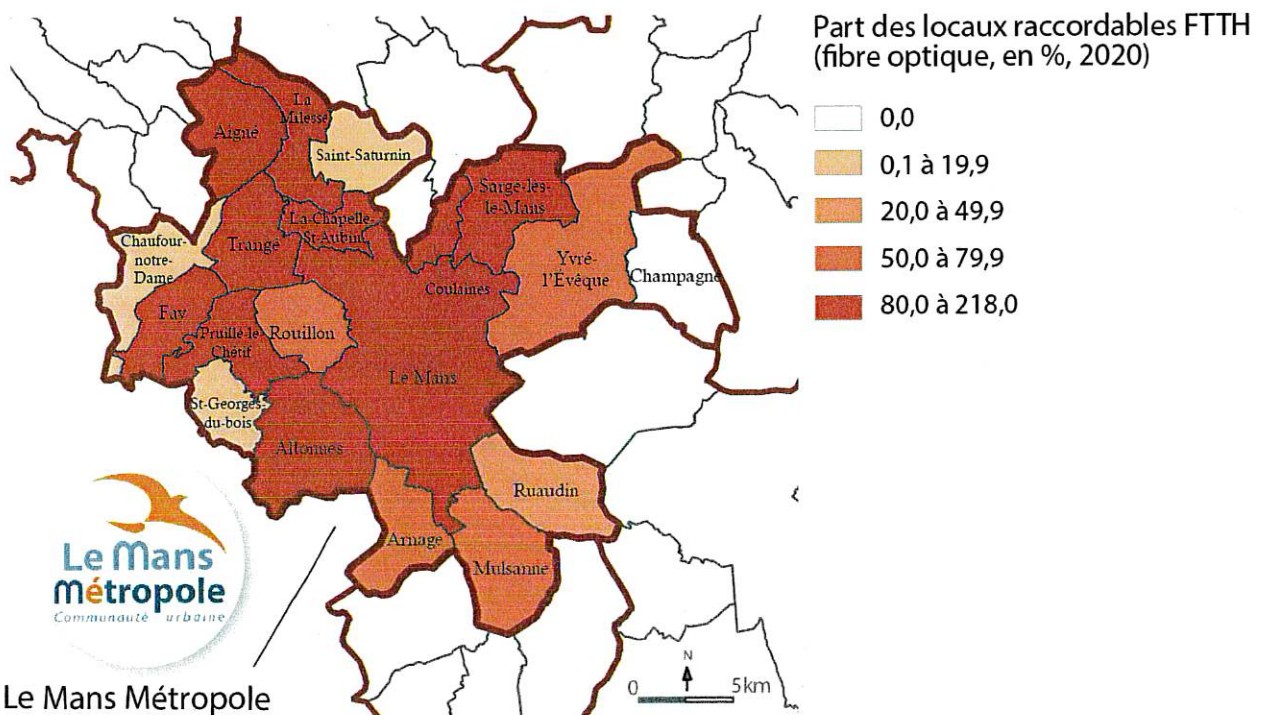 Part des locaux raccordables FTTH
(fibre optique, en %, 2020)
0,0
0,1 à 19,9
20,0 à 49,9
50,0 à 79,9
80,0 à 218,0
La
Milesse
Aigné
Saint-Saturnin
Sargé-lès-
le-Mans
La-Chapelle-
St-Aubin
Chaufour-
notre-
Dame
Trangé
Yvré-
l'Évêque
Champagné
Coulaines
Fay
Pruillé-le-
Chétif
Rouillon
Le Mans
St-Georges-
du-bois
Allonnes
Ruaudin
Arnage
Mulsanne
Le Mans
Métropole
Communauté urbaine
Le Mans Métropole
N
0 5km